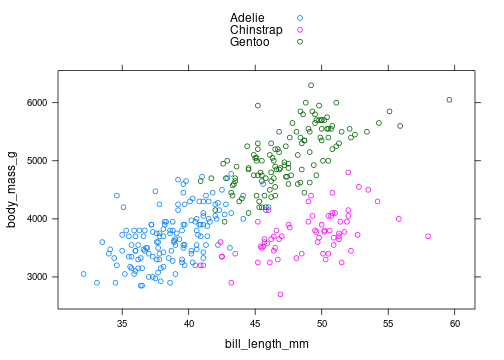 Adelie
Chinstrap
Gentoo
6000
5000
4000
3000
body_mass_g
35 40 45 50 55 60
bill_length_mm